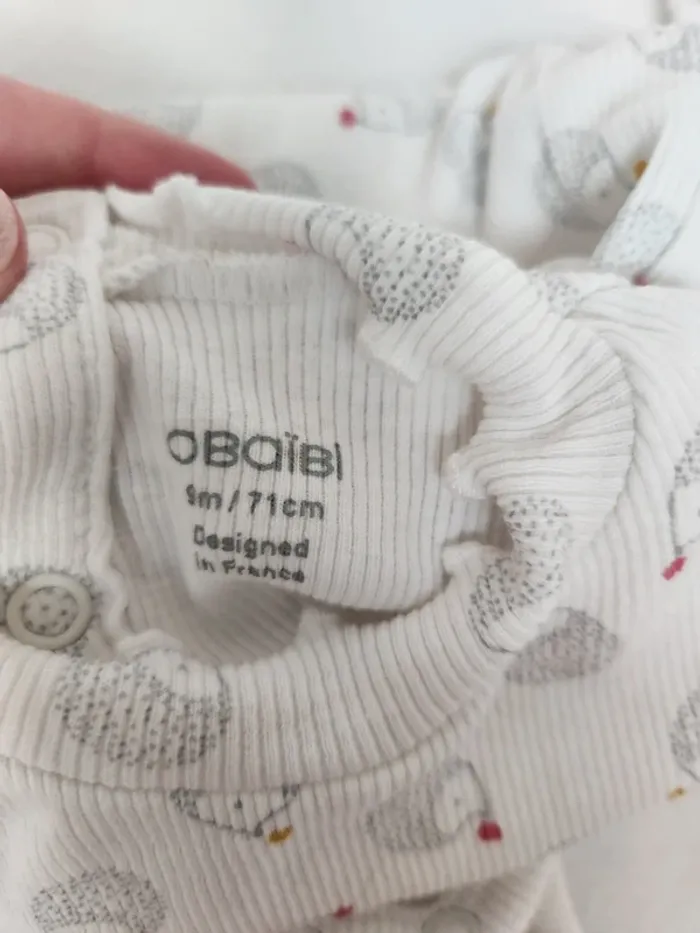 OBAïBi
9m / 71cm
Designed
in France